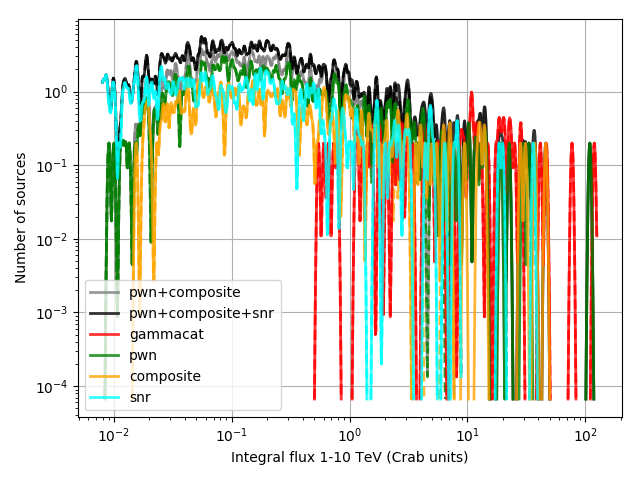 Number of sources
10⁰
10⁻¹
10⁻²
10⁻³
10⁻⁴
pwn+composite
pwn+composite+snr
gammacat
pwn
composite
snr
10⁻² 10⁻¹ 10⁰ 10¹ 10²
Integral flux 1-10 TeV (Crab units)